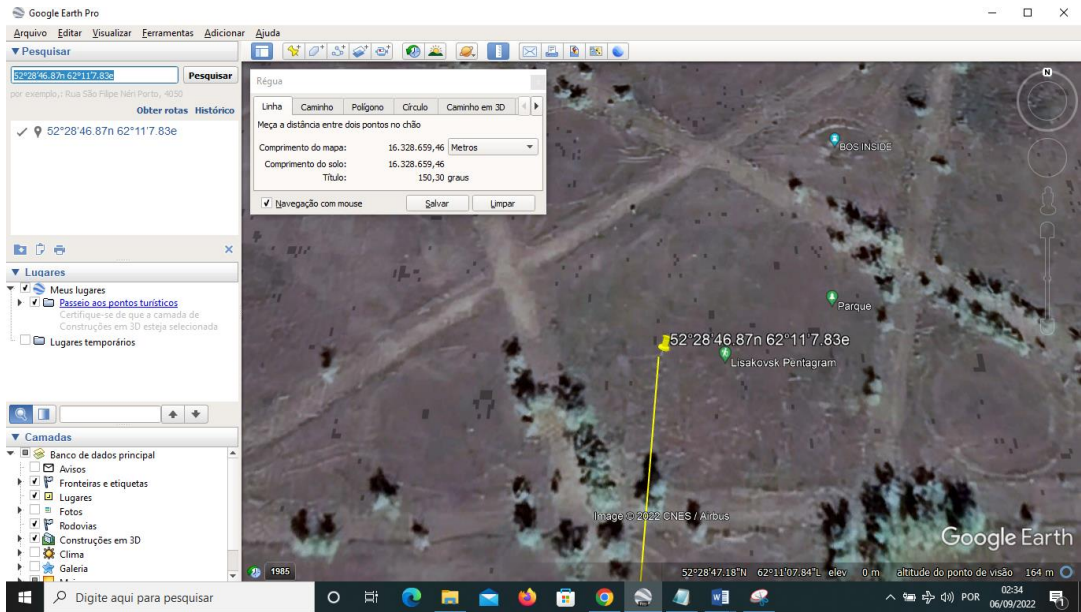 Google Earth Pro
Arquivo Editar Visualizar Ferramentas Adicionar Ajuda
Pesquisar
52°28'46.87n 62°11'7.83e Pesquisar
por exemplo,: Rua São Filipe Néri Porto, 4050
Obter rotas Histórico
52°28'46.87n 62°11'7.83e
Lugares
Meus lugares
Passeio aos pontos turísticos
Certifique-se de que a camada de
Construções em 3D esteja selecionada
Lugares temporários
Camadas
Banco de dados principal
Avisos
Fronteiras e etiquetas
Lugares
Fotos
Rodovias
Construções em 3D
Clima
Galeria
Régua
Linha Caminho Polígono Círculo Caminho em 3D
Meça a distância entre dois pontos no chão
Comprimento do mapa: 16.328.659,46 Metros
Comprimento do solo: 16.328.659,46
Título: 150,30 graus
Navegação com mouse Salvar Limpar
N
BOS INSIDE
Parque
52°28'46.87n 62°11'7.83e
Lisakovsk Pentagram
Image © 2022 CNES / Airbus
Google Earth
1985
52°28'47.18"N 62°11'07.84"L elev 0 m altitude do ponto de visão 164 m
Digite aqui para pesquisar
POR
02:34
06/09/2022
1